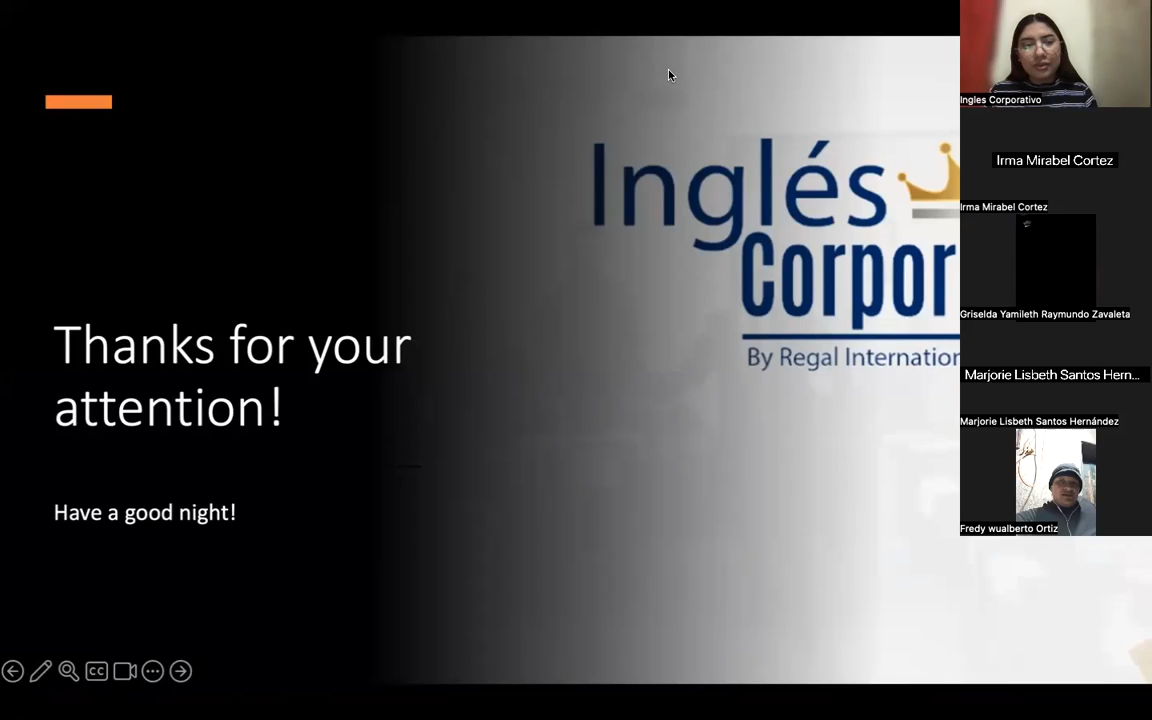 Thanks for your
attention!
Have a good night!
Inglés
Corpor
By Regal Internation
CC
Ingles Corporativo
Irma Mirabel Cortez
Irma Mirabel Cortez
Griselda Yamileth Raymundo Zavaleta
Marjorie Lisbeth Santos Hern...
Marjorie Lisbeth Santos Hernández
Fredy wualberto Ortiz